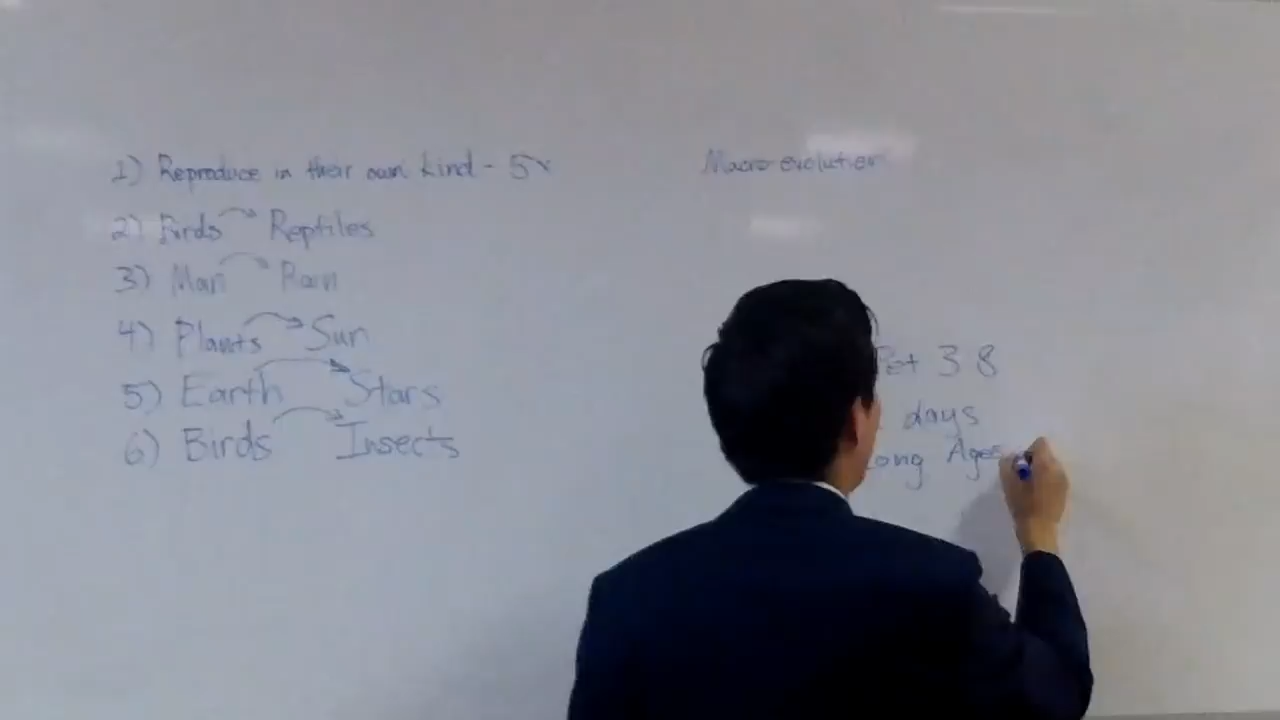 1) Reproduce in their own kind - 5x
Macro evolution
2) Birds Reptiles
3) Man Rain
4) Plants Sun
5) Earth Stars
6) Birds Insects
Pet 3 8
days
Long Ages